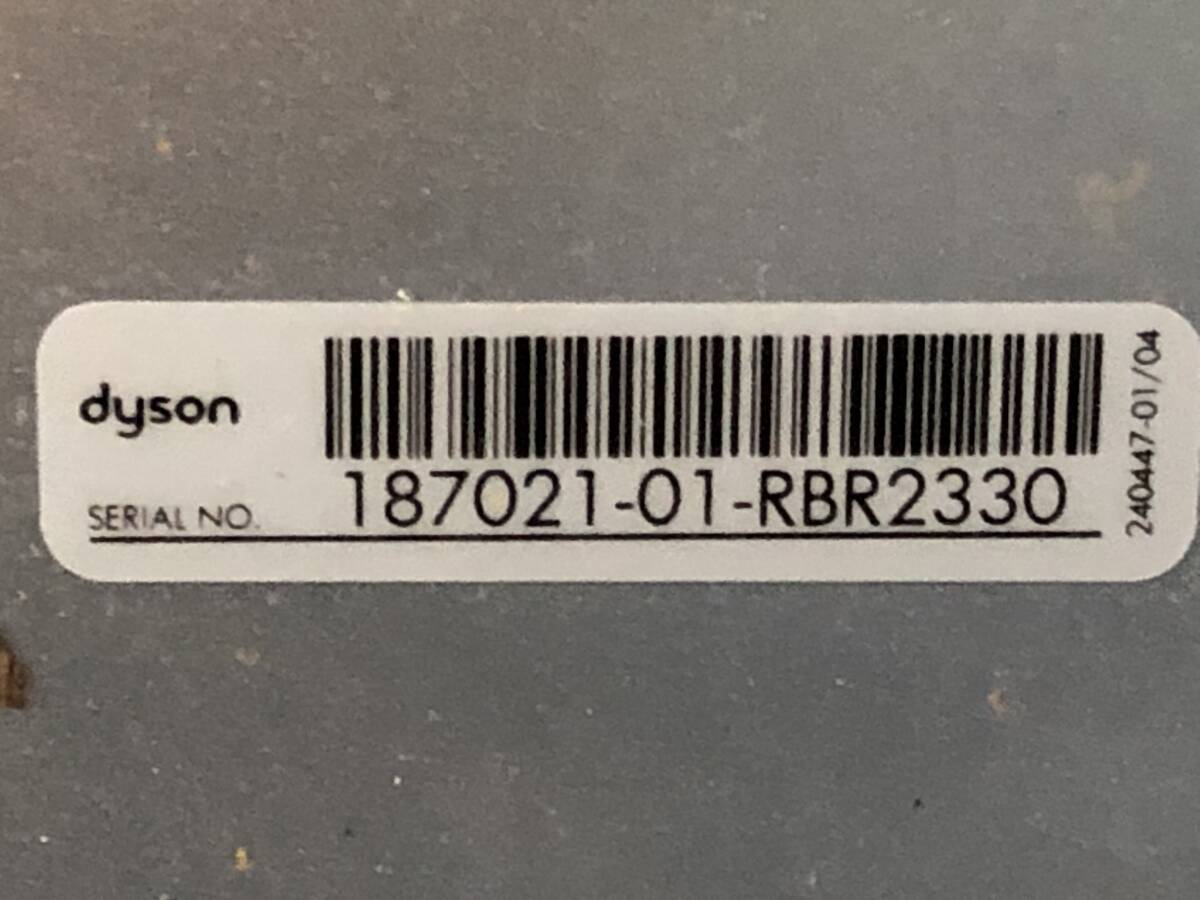 dyson
SERIAL NO. 187021-01-RBR2330
240447-01/04